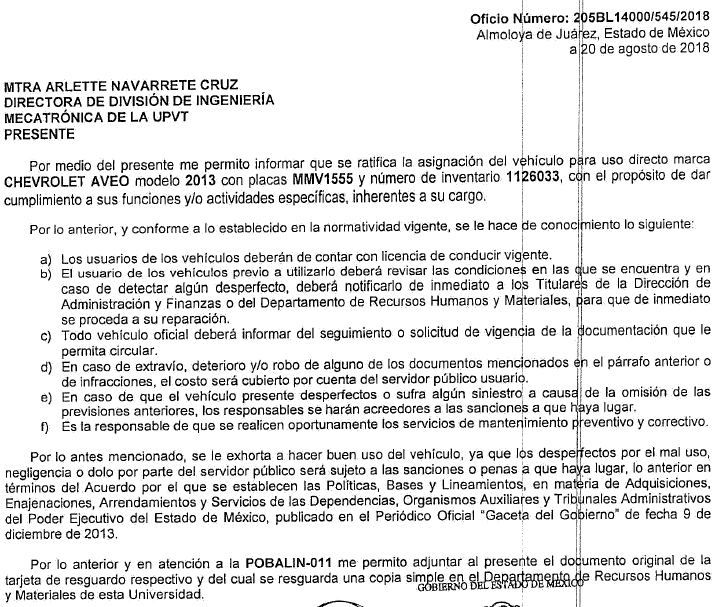 Oficio Número: 205BL14000/545/2018
Almoloya de Juárez, Estado de México
a 20 de agosto de 2018
MTRA ARLETTE NAVARRETE CRUZ
DIRECTORA DE DIVISIÓN DE INGENIERÍA
MECATRÓNICA DE LA UPVT
PRESENTE
Por medio del presente me permito informar que se ratifica la asignación del vehículo para uso directo marca
CHEVROLET AVEO modelo 2013 con placas MMV1555 y número de inventario 1126033, con el propósito de dar
cumplimiento a sus funciones y/o actividades específicas, inherentes a su cargo.
Por lo anterior, y conforme a lo establecido en la normatividad vigente, se le hace de conocimiento lo siguiente:
a) Los usuarios de los vehículos deberán de contar con licencia de conducir vigente.
b) El usuario de los vehículos previo a utilizarlo deberá revisar las condiciones en las que se encuentra y en
caso de detectar algún desperfecto, deberá notificarlo de inmediato a los Titulares de la Dirección de
Administración y Finanzas o del Departamento de Recursos Humanos y Materiales, para que de inmediato
se proceda a su reparación.
c) Todo vehículo oficial deberá informar del seguimiento o solicitud de vigencia de la documentación que le
permita circular.
d) En caso de extravío, deterioro y/o robo de alguno de los documentos mencionados en el párrafo anterior o
de infracciones, el costo será cubierto por cuenta del servidor público usuario.
e) En caso de que el vehículo presente desperfectos o sufra algún siniestro a causa de la omisión de las
previsiones anteriores, los responsables se harán acreedores a las sanciones a que haya lugar.
f) Es la responsable de que se realicen oportunamente los servicios de mantenimiento preventivo y correctivo.
Por lo antes mencionado, se le exhorta a hacer buen uso del vehículo, ya que los desperfectos por el mal uso,
negligencia o dolo por parte del servidor público será sujeto a las sanciones o penas a que haya lugar, lo anterior en
términos del Acuerdo por el que se establecen las Políticas, Bases y Lineamientos, en materia de Adquisiciones,
Enajenaciones, Arrendamientos y Servicios de las Dependencias, Organismos Auxiliares y Tribunales Administrativos
del Poder Ejecutivo del Estado de México, publicado en el Periódico Oficial "Gaceta del Gobierno" de fecha 9 de
diciembre de 2013.
Por lo anterior y en atención a la POBALIN-011 me permito adjuntar al presente el documento original de la
tarjeta de resguardo respectivo y del cual se resguarda una copia simple en el Departamento de Recursos Humanos
y Materiales de esta Universidad.
GOBIERNO DEL ESTADO DE MÉXICO